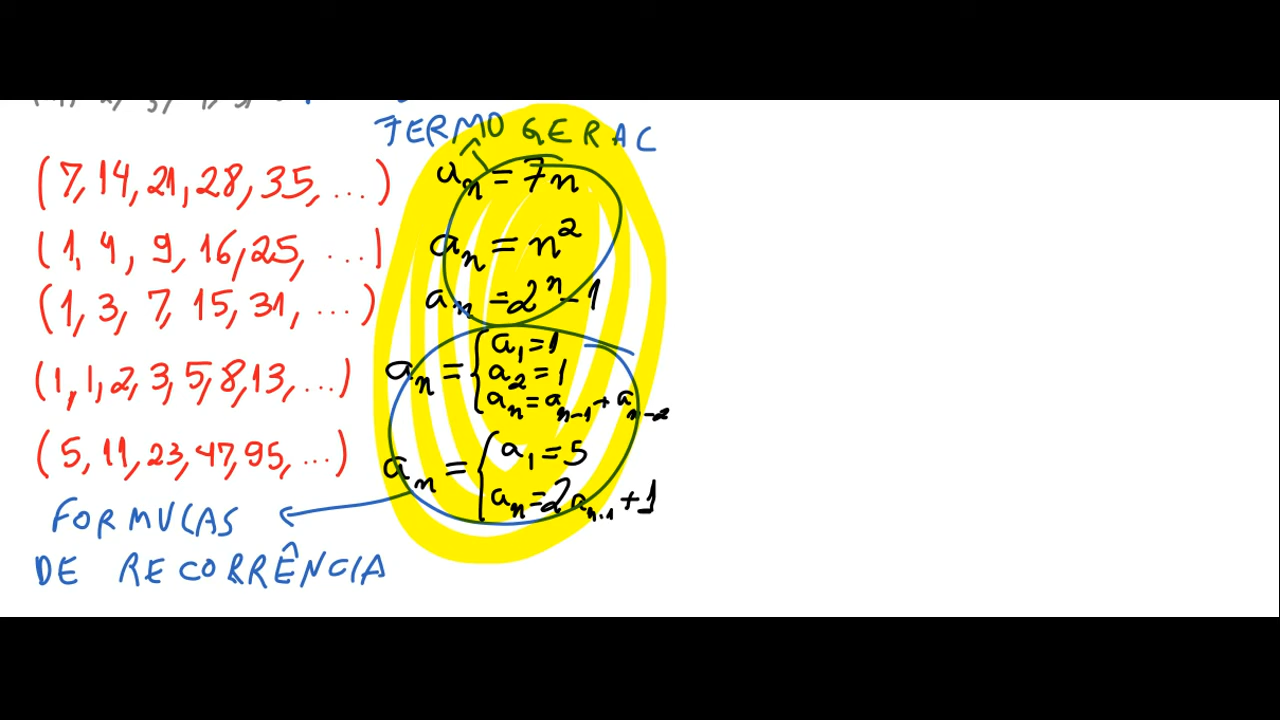 TERMO GERAL
(7, 14, 21, 28, 35, ...) aₙ = 7n
(1, 4, 9, 16, 25, ...) aₙ = n²
(1, 3, 7, 15, 31, ...) aₙ = 2ⁿ - 1
(1, 1, 2, 3, 5, 8, 13, ...) aₙ = { a₁ = 1
a₂ = 1
aₙ = aₙ₋₁ + aₙ₋₂
(5, 11, 23, 47, 95, ...) aₙ = { a₁ = 5
aₙ = 2aₙ₋₁ + 1
FORMULAS
DE RECORRÊNCIA